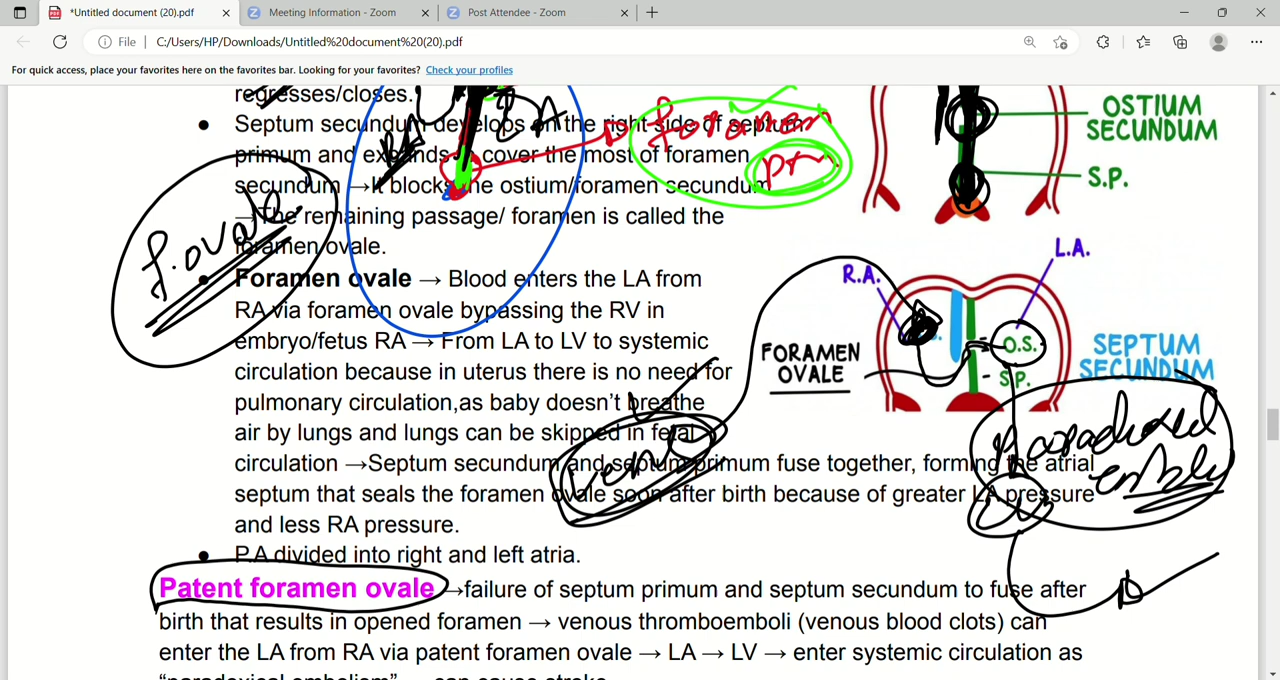 *Untitled document (20).pdf
Meeting Information - Zoom
Post Attendee - Zoom
File
C:/Users/HP/Downloads/Untitled%20document%20(20).pdf
For quick access, place your favorites here on the favorites bar. Looking for your favorites? Check your profiles
regresses/closes.
● Septum secundum develops on the right side of septum
primum and expands to cover the most of foramen
secundum → It blocks the ostium/foramen secundum
→The remaining passage/ foramen is called the
foramen ovale.
● Foramen ovale → Blood enters the LA from
RA via foramen ovale bypassing the RV in
embryo/fetus RA → From LA to LV to systemic
circulation because in uterus there is no need for
pulmonary circulation,as baby doesn't breathe
air by lungs and lungs can be skipped in fetal
circulation →Septum secundum and septum primum fuse together, forming the atrial
septum that seals the foramen ovale soon after birth because of greater LA pressure
and less RA pressure.
● P.A divided into right and left atria.
Patent foramen ovale →failure of septum primum and septum secundum to fuse after
birth that results in opened foramen → venous thromboemboli (venous blood clots) can
enter the LA from RA via patent foramen ovale → LA → LV → enter systemic circulation as
"paradoxical embolism"
can cause stroke
foramen
f.ovale
OSTIUM
SECUNDUM
S.P.
L.A.
R.A.
FORAMEN
OVALE
O.S.
S.P.
SEPTUM
SECUNDUM